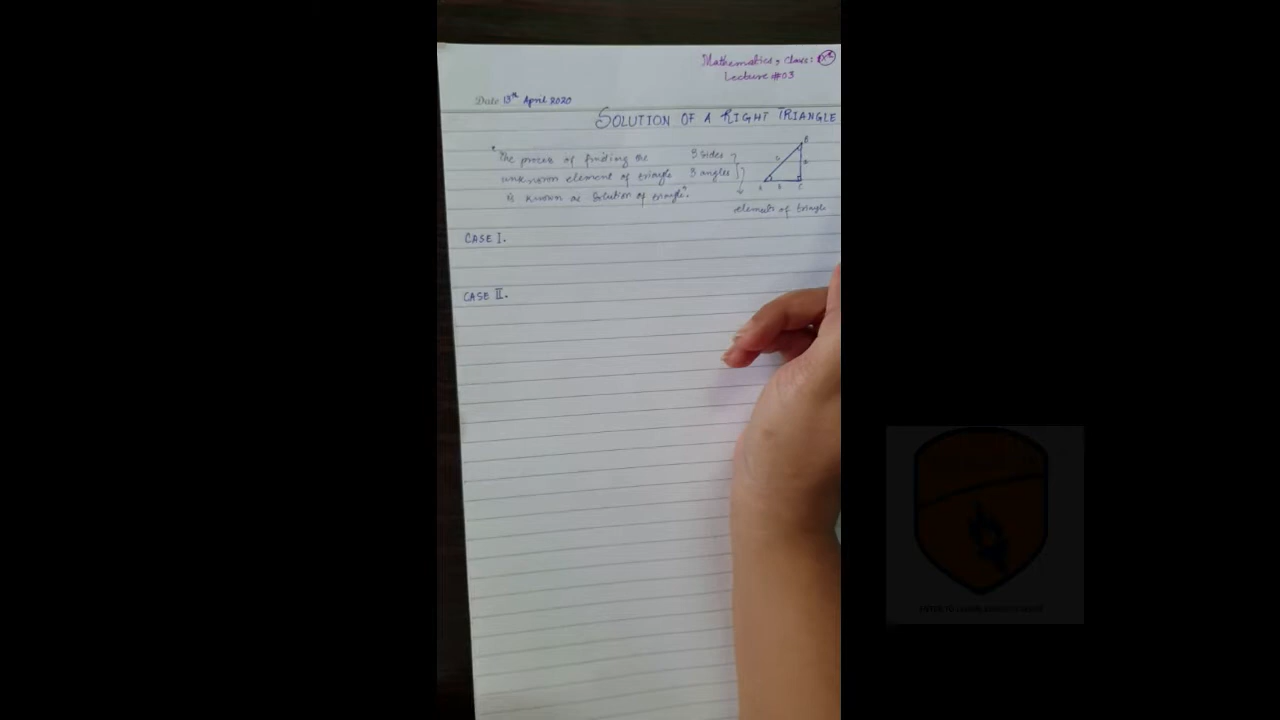 Mathematics, Class: IX
Lecture #03
Date 13th April 2020
SOLUTION OF A RIGHT TRIANGLE
"The process of finding the
unknown element of triangle
is known as Solution of triangle."
3 sides
3 angles
elements of triangle
B
c a
A b C
CASE I.
CASE II.